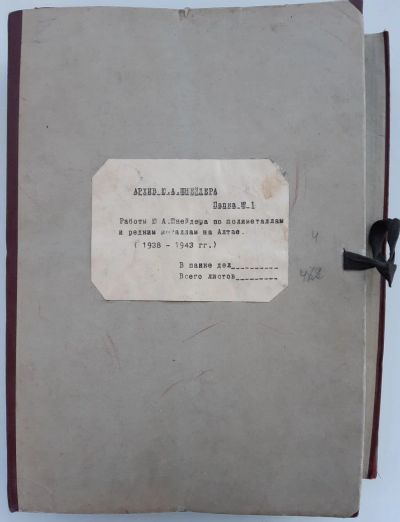 АРХИВ Ю.А.ШНЕЙДЕРА
Папка № 1
Работы Ю А.Шнейдера по полиметаллам
и редким металлам на Алтае.
( 1938 - 1943 гг.)
В папке дел
Всего листов
4